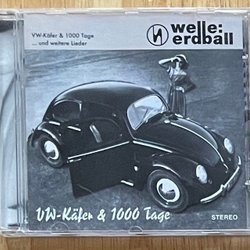 VW-Käfer & 1000 Tage
... und weitere Lieder
welle:
erdball
VW-Käfer & 1000 Tage
STEREO